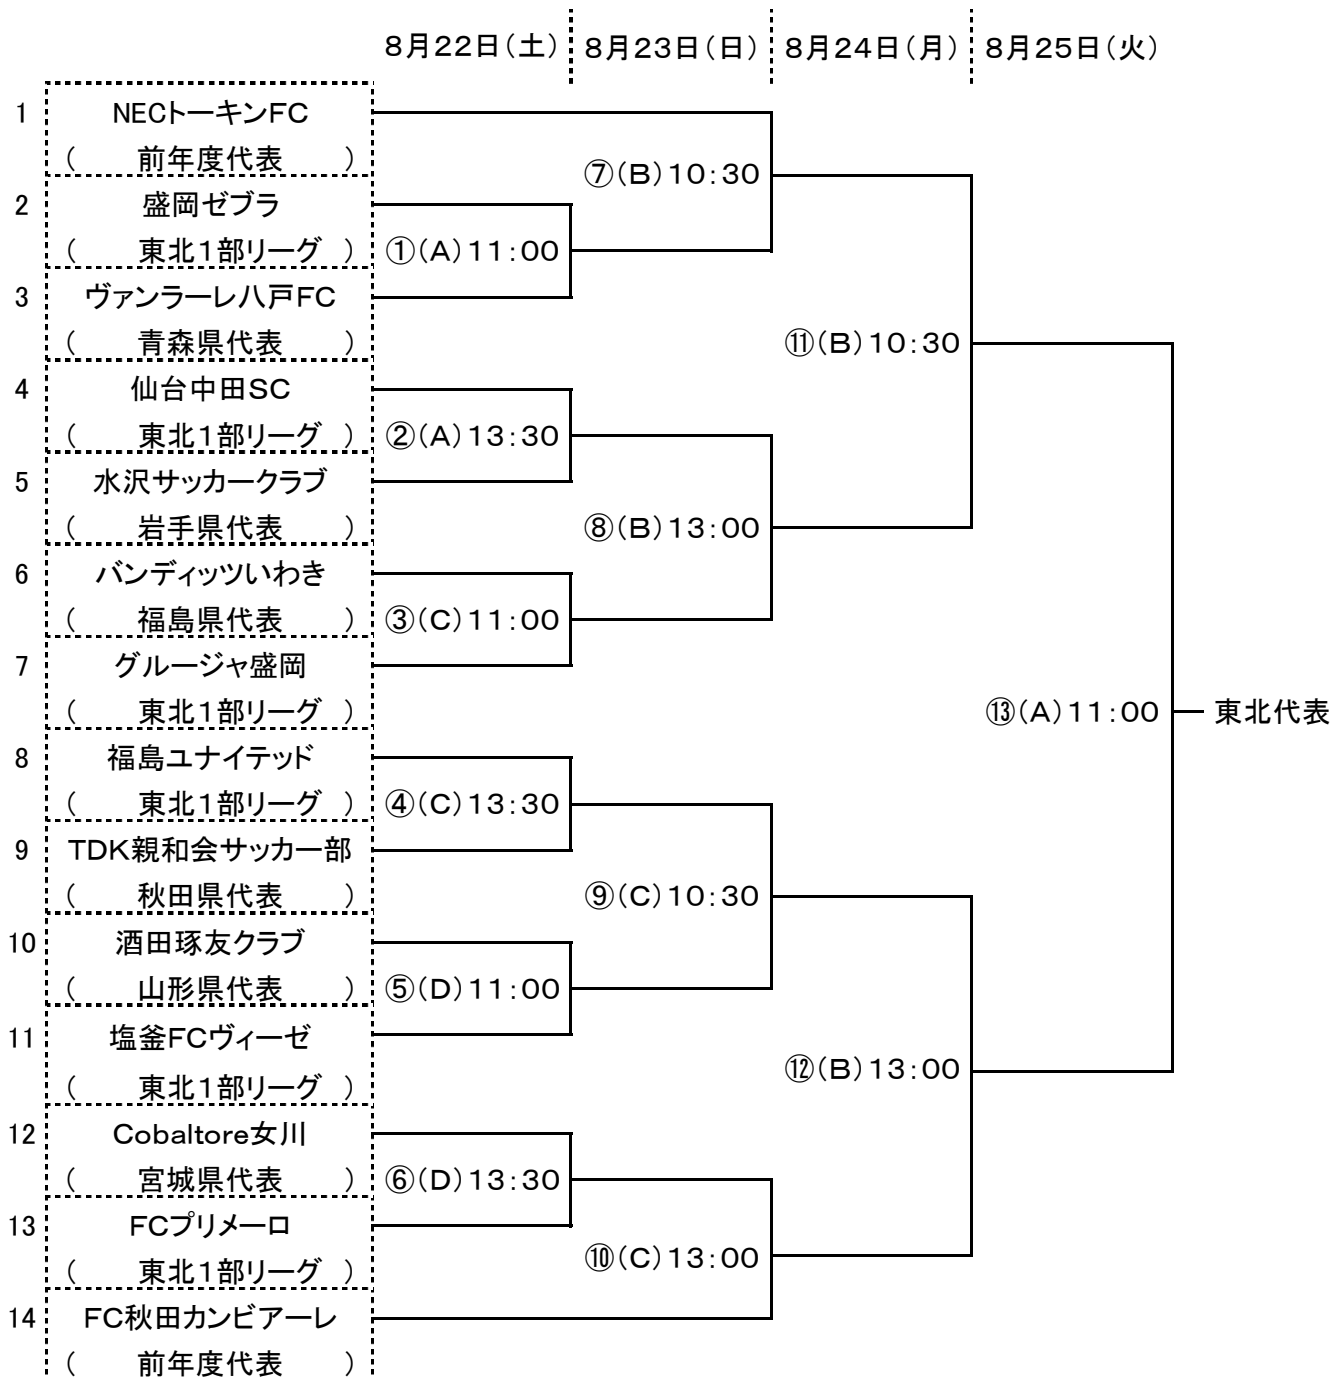 8月22日(土) 8月23日(日) 8月24日(月) 8月25日(火)
1 NECトーキンFC
( 前年度代表 )
⑦(B)10:30
2 盛岡ゼブラ
( 東北1部リーグ ) ①(A)11:00
3 ヴァンラーレ八戸FC
( 青森県代表 )
⑪(B)10:30
4 仙台中田SC
( 東北1部リーグ ) ②(A)13:30
5 水沢サッカークラブ
( 岩手県代表 ) ⑧(B)13:00
6 バンディッツいわき
( 福島県代表 ) ③(C)11:00
7 グルージャ盛岡
( 東北1部リーグ ) ⑬(A)11:00 東北代表
8 福島ユナイテッド
( 東北1部リーグ ) ④(C)13:30
9 TDK親和会サッカー部
( 秋田県代表 ) ⑨(C)10:30
10 酒田琢友クラブ
( 山形県代表 ) ⑤(D)11:00
11 塩釜FCヴィーゼ
⑫(B)13:00
( 東北1部リーグ )
12 Cobaltore女川
( 宮城県代表 ) ⑥(D)13:30
13 FCプリメーロ
⑩(C)13:00
( 東北1部リーグ )
14 FC秋田カンビアーレ
( 前年度代表 )